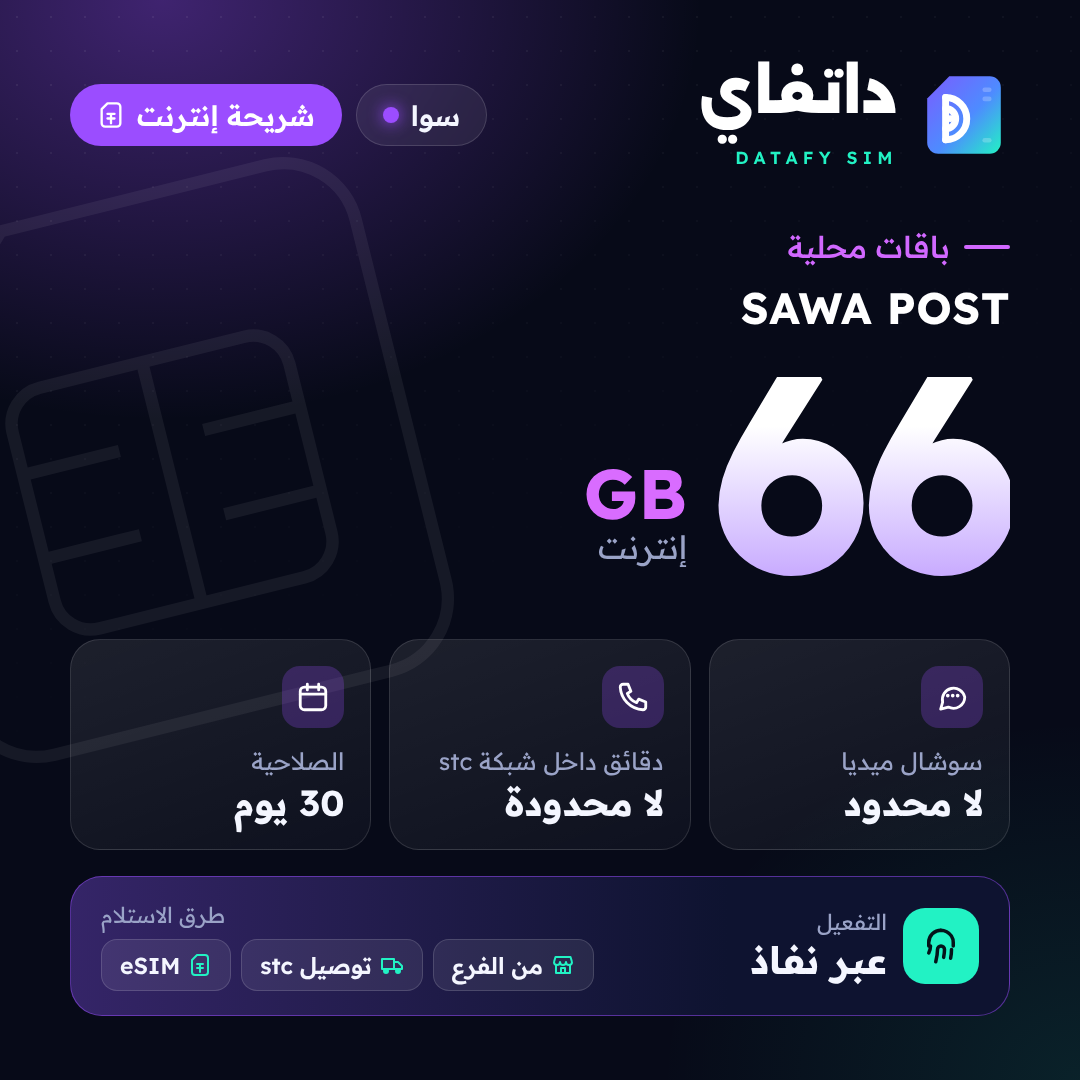 داتفاي
DATAFY SIM
سوا
شريحة إنترنت
باقات محلية
SAWA POST
66
GB
إنترنت
سوشال ميديا
لا محدود
دقائق داخل شبكة stc
لا محدودة
الصلاحية
30 يوم
التفعيل
عبر نفاذ
طرق الاستلام
من الفرع
توصيل stc
eSIM